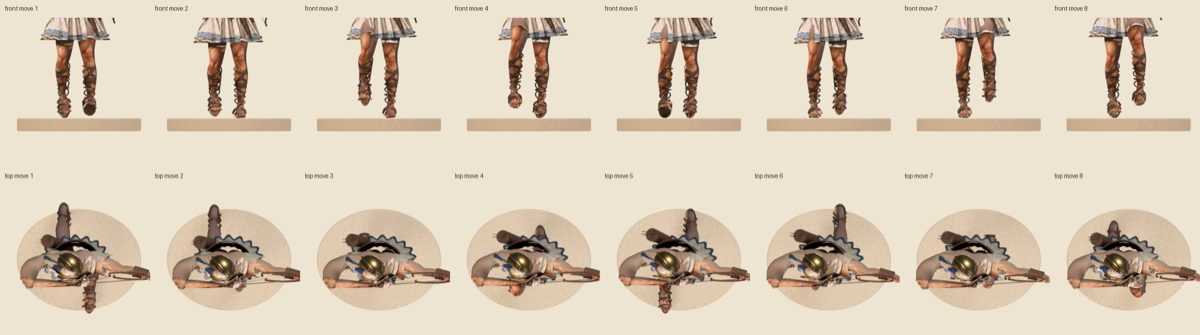 front move 1
front move 2
front move 3
front move 4
front move 5
front move 6
front move 7
front move 8
top move 1
top move 2
top move 3
top move 4
top move 5
top move 6
top move 7
top move 8